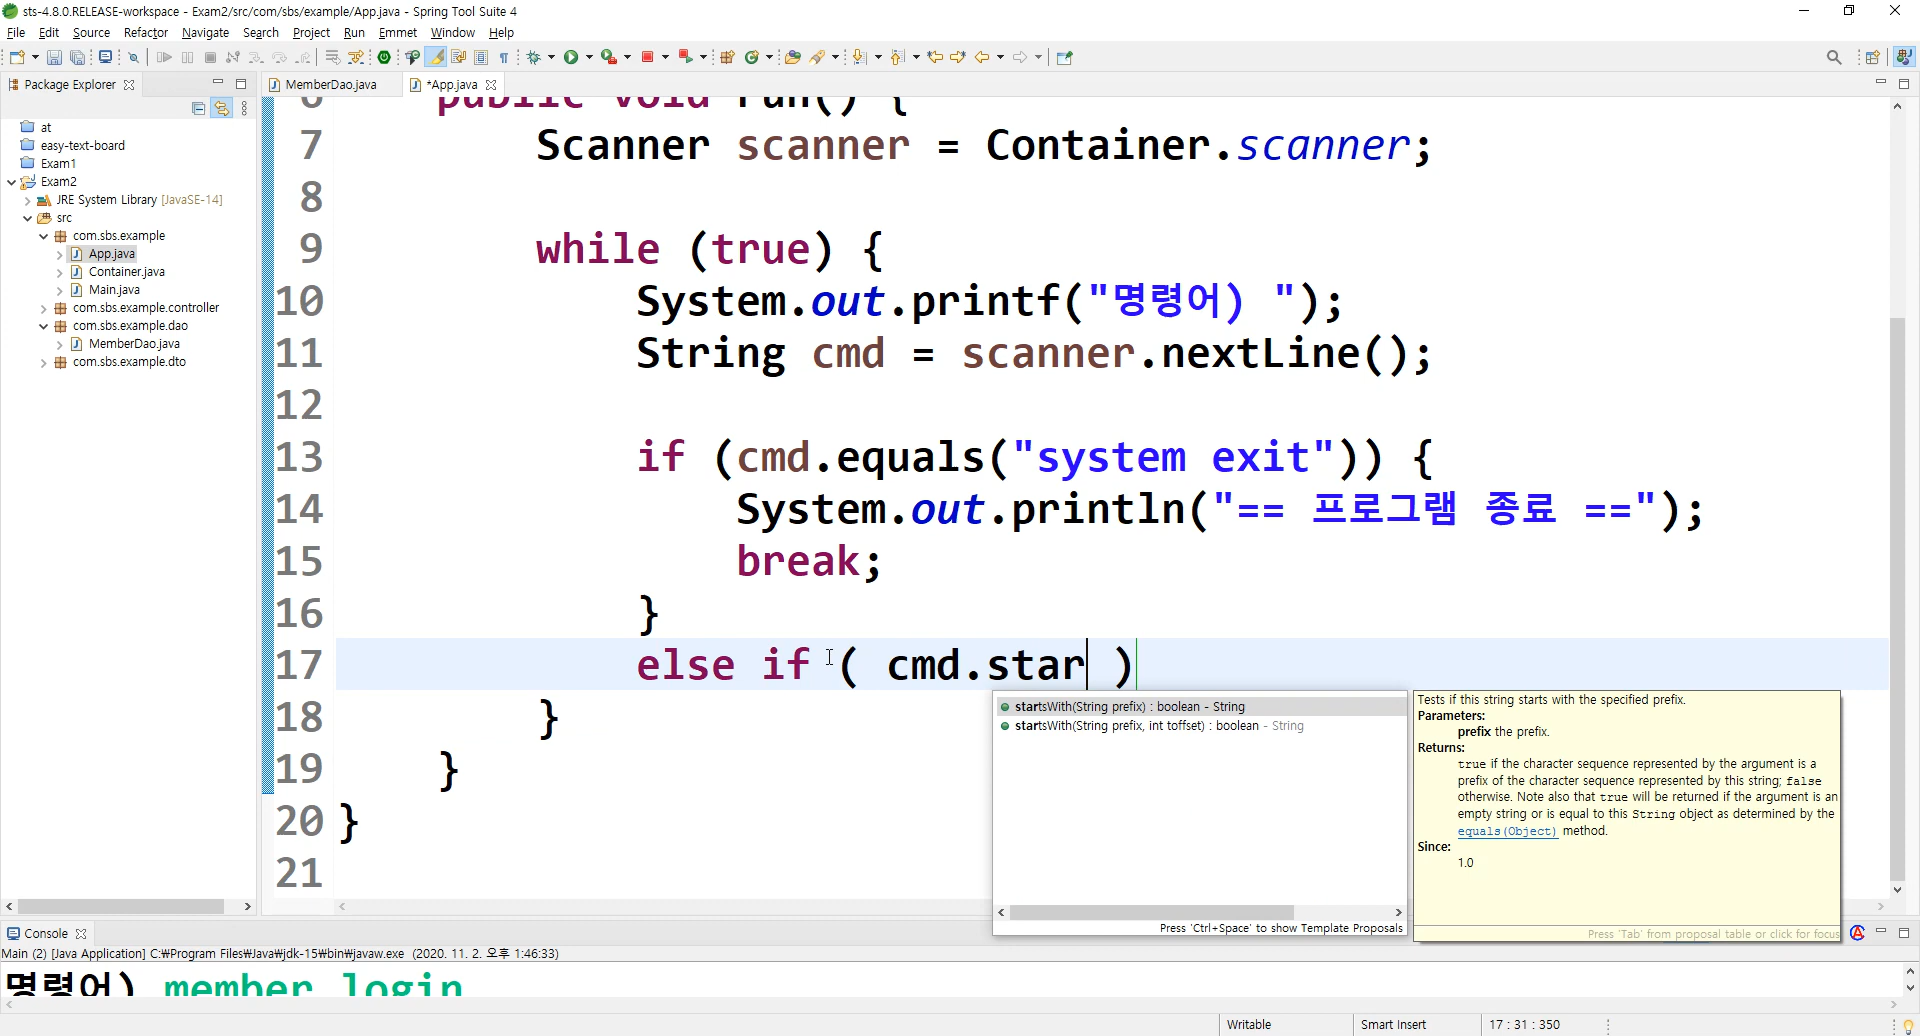 sts-4.8.0.RELEASE-workspace - Exam2/src/com/sbs/example/App.java - Spring Tool Suite 4
File Edit Source Refactor Navigate Search Project Run Emmet Window Help
Package Explorer
MemberDao.java
*App.java
at
easy-text-board
Exam1
Exam2
JRE System Library [JavaSE-14]
src
com.sbs.example
App.java
Container.java
Main.java
com.sbs.example.controller
com.sbs.example.dao
MemberDao.java
com.sbs.example.dto
6 public void run() {
7 Scanner scanner = Container.scanner;
8
9 while (true) {
10 System.out.printf("명령어) ");
11 String cmd = scanner.nextLine();
12
13 if (cmd.equals("system exit")) {
14 System.out.println("== 프로그램 종료 ==");
15 break;
16 }
17 else if ( cmd.star )
18 }
19 }
20 }
21
startsWith(String prefix) : boolean - String
startsWith(String prefix, int toffset) : boolean - String
Press 'Ctrl+Space' to show Template Proposals
Tests if this string starts with the specified prefix.
Parameters:
prefix the prefix.
Returns:
true if the character sequence represented by the argument is a
prefix of the character sequence represented by this string; false
otherwise. Note also that true will be returned if the argument is an
empty string or is equal to this String object as determined by the
equals(Object) method.
Since:
1.0
Press 'Tab' from proposal table or click for focus
Console
Main (2) [Java Application] C:₩Program Files₩Java₩jdk-15₩bin₩javaw.exe (2020. 11. 2. 오후 1:46:33)
명령어) member login
Writable
Smart Insert
17 : 31 : 350